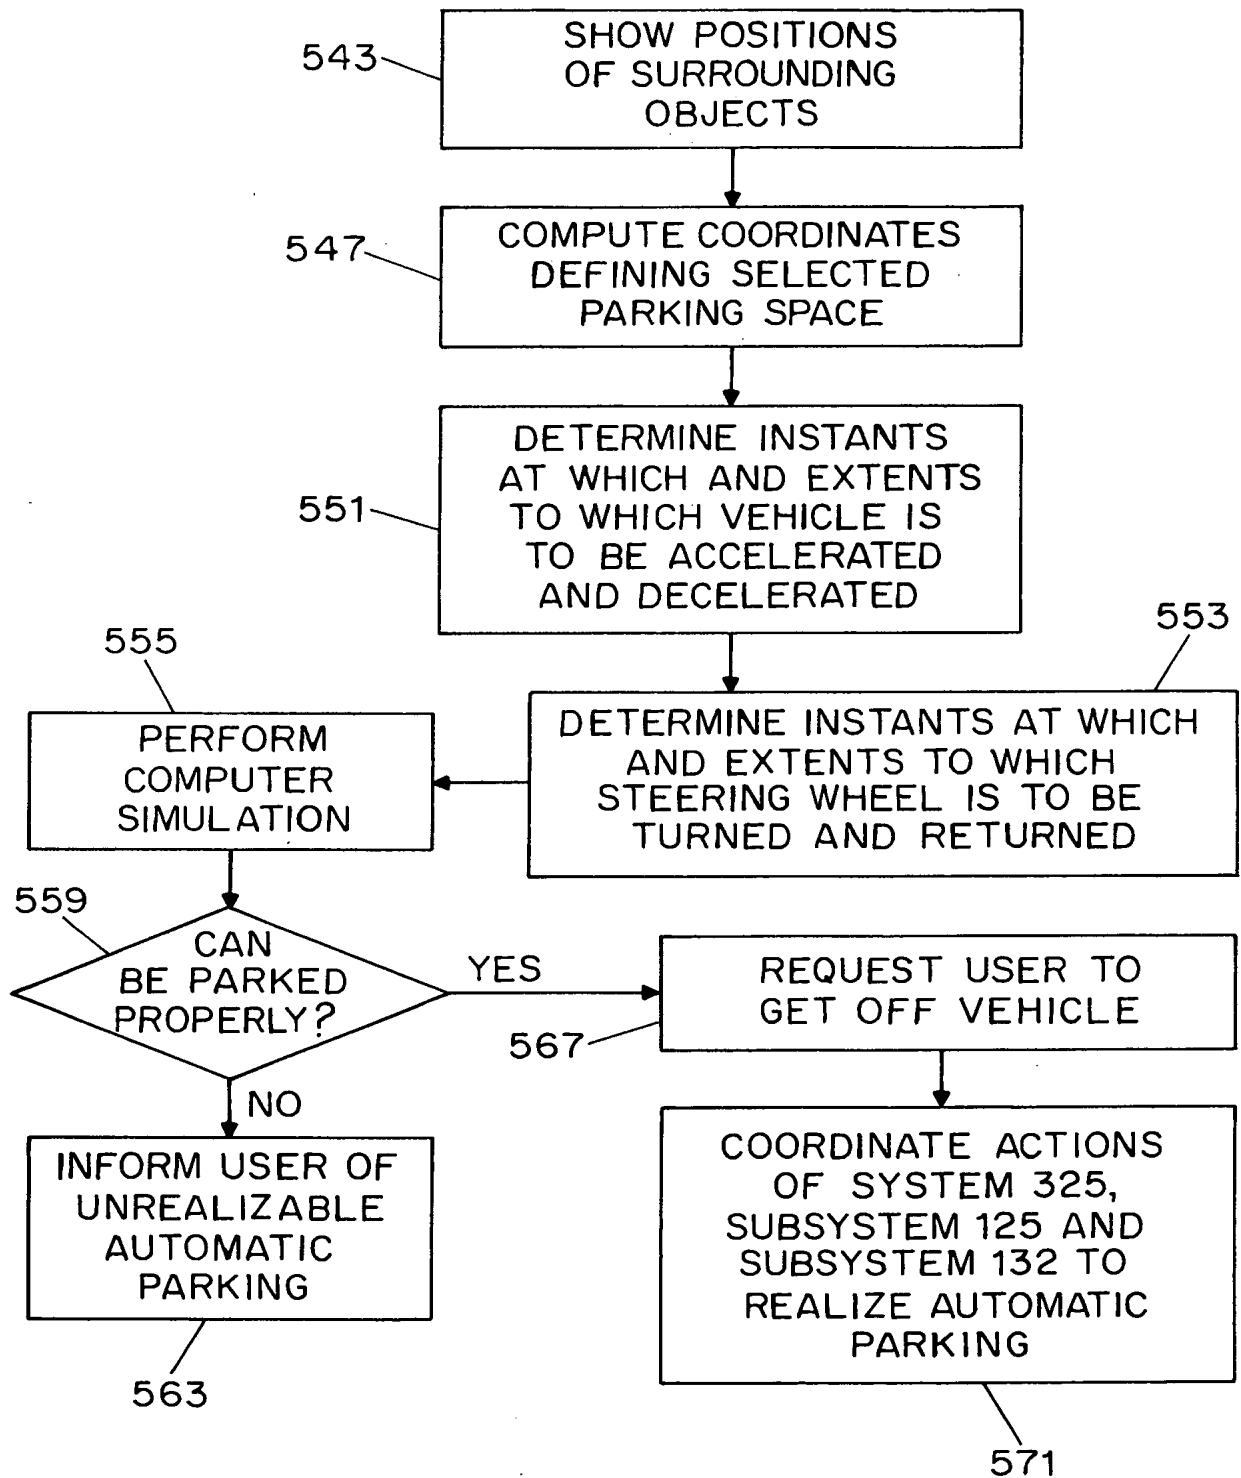 543
SHOW POSITIONS
OF SURROUNDING
OBJECTS
547
COMPUTE COORDINATES
DEFINING SELECTED
PARKING SPACE
551
DETERMINE INSTANTS
AT WHICH AND EXTENTS
TO WHICH VEHICLE IS
TO BE ACCELERATED
AND DECELERATED
553
DETERMINE INSTANTS AT WHICH
AND EXTENTS TO WHICH
STEERING WHEEL IS TO BE
TURNED AND RETURNED
555
PERFORM
COMPUTER
SIMULATION
559
CAN
BE PARKED
PROPERLY?
YES
NO
567
REQUEST USER TO
GET OFF VEHICLE
INFORM USER OF
UNREALIZABLE
AUTOMATIC
PARKING
563
COORDINATE ACTIONS
OF SYSTEM 325,
SUBSYSTEM 125 AND
SUBSYSTEM 132 TO
REALIZE AUTOMATIC
PARKING
571